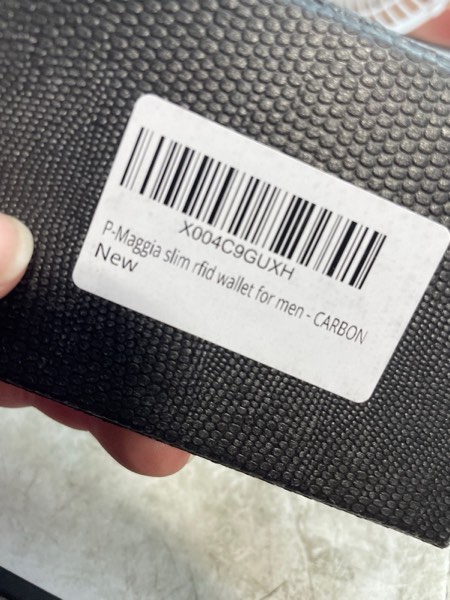 X004C9GUXH
P-Maggia slim rfid wallet for men - CARBON
New